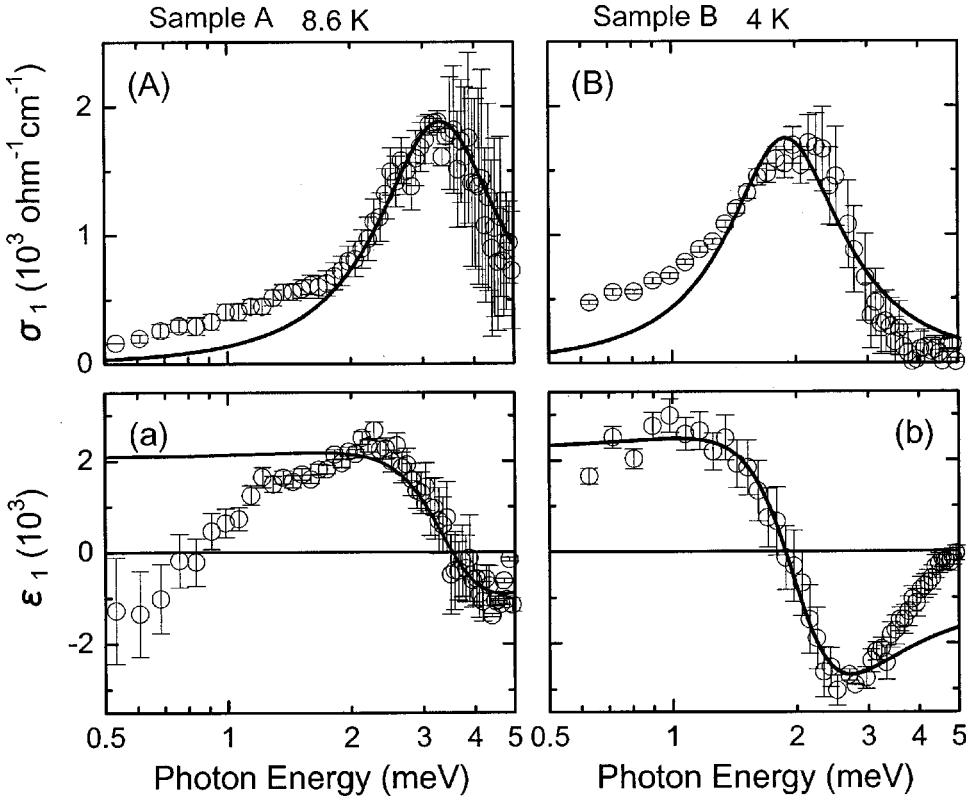 Sample A 8.6 K
Sample B 4 K
(A)
(B)
2
1
0
σ₁ (10³ ohm⁻¹cm⁻¹)
(a)
(b)
2
0
-2
ε₁ (10³)
0.5 1 2 3 4 5
1 2 3 4 5
0.5
Photon Energy (meV)
Photon Energy (meV)